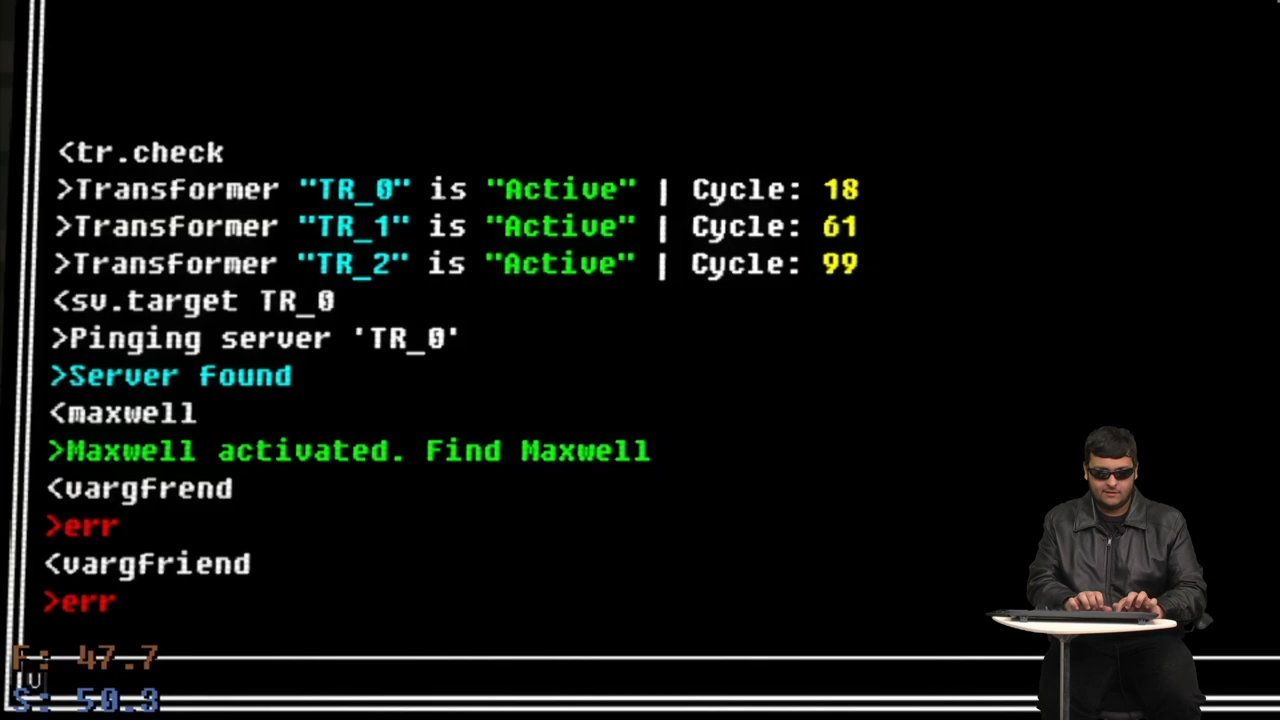 <tr.check
>Transformer "TR_0" is "Active" | Cycle: 18
>Transformer "TR_1" is "Active" | Cycle: 61
>Transformer "TR_2" is "Active" | Cycle: 99
<sv.target TR_0
>Pinging server 'TR_0'
>Server found
<maxwell
>Maxwell activated. Find Maxwell
<vargfrend
>err
<vargfriend
>err
F: 47.7
v
S: 50.3